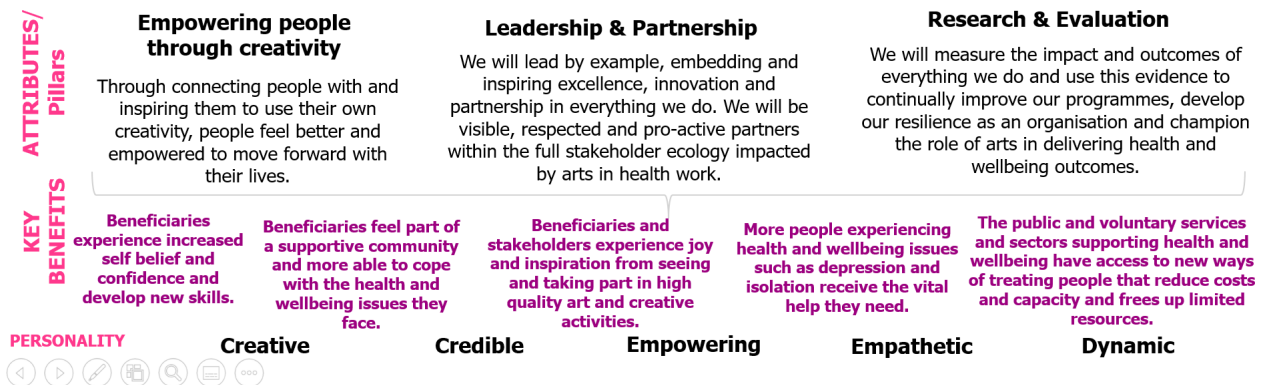 ATTRIBUTES/
Pillars
Empowering people
through creativity
Through connecting people with and
inspiring them to use their own
creativity, people feel better and
empowered to move forward with
their lives.
Leadership & Partnership
We will lead by example, embedding and
inspiring excellence, innovation and
partnership in everything we do. We will be
visible, respected and pro-active partners
within the full stakeholder ecology impacted
by arts in health work.
Research & Evaluation
We will measure the impact and outcomes of
everything we do and use this evidence to
continually improve our programmes, develop
our resilience as an organisation and champion
the role of arts in delivering health and
wellbeing outcomes.
KEY
BENEFITS
Beneficiaries
experience increased
self belief and
confidence and
develop new skills.
Beneficiaries feel part of
a supportive community
and more able to cope
with the health and
wellbeing issues they
face.
Beneficiaries and
stakeholders experience joy
and inspiration from seeing
and taking part in high
quality art and creative
activities.
More people experiencing
health and wellbeing issues
such as depression and
isolation receive the vital
help they need.
The public and voluntary services
and sectors supporting health and
wellbeing have access to new ways
of treating people that reduce costs
and capacity and frees up limited
resources.
PERSONALITY
Creative
Credible
Empowering
Empathetic
Dynamic